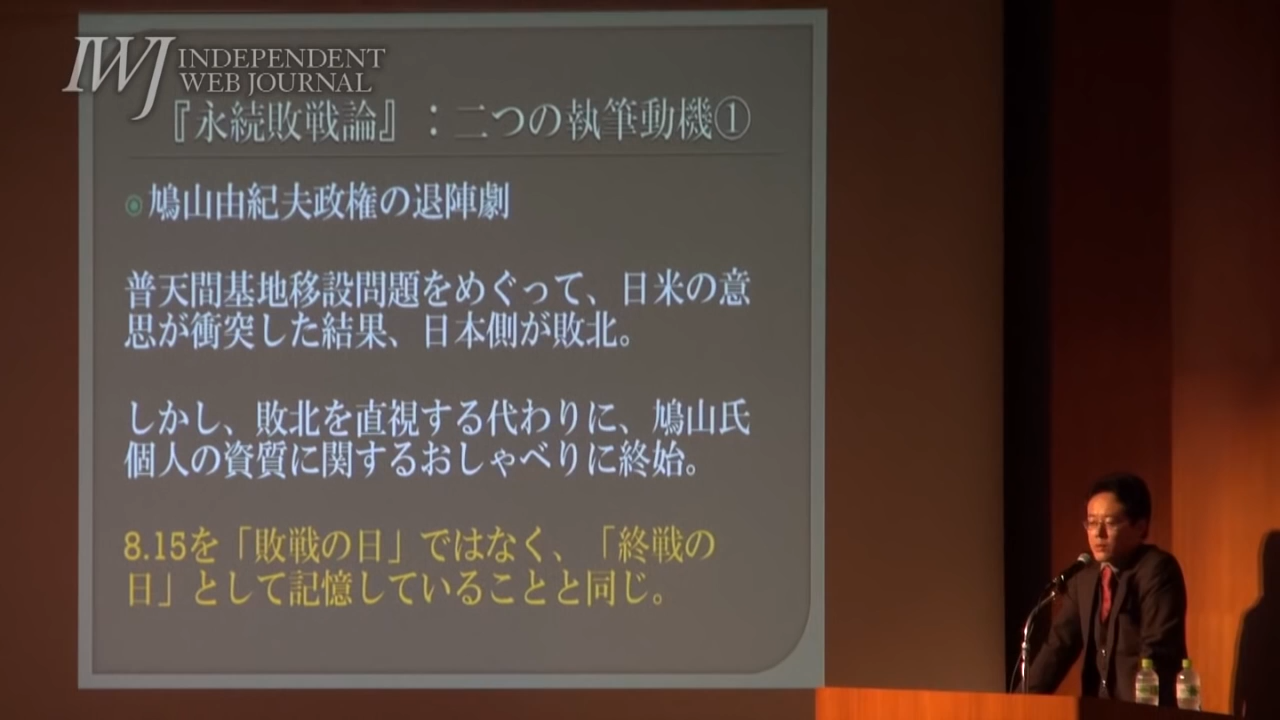 IWJ INDEPENDENT
WEB JOURNAL
『永続敗戦論』：二つの執筆動機①
鳩山由紀夫政権の退陣劇
普天間基地移設問題をめぐって、日米の意
思が衝突した結果、日本側が敗北。
しかし、敗北を直視する代わりに、鳩山氏
個人の資質に関するおしゃべりに終始。
8.15を「敗戦の日」ではなく、「終戦の
日」として記憶していることと同じ。